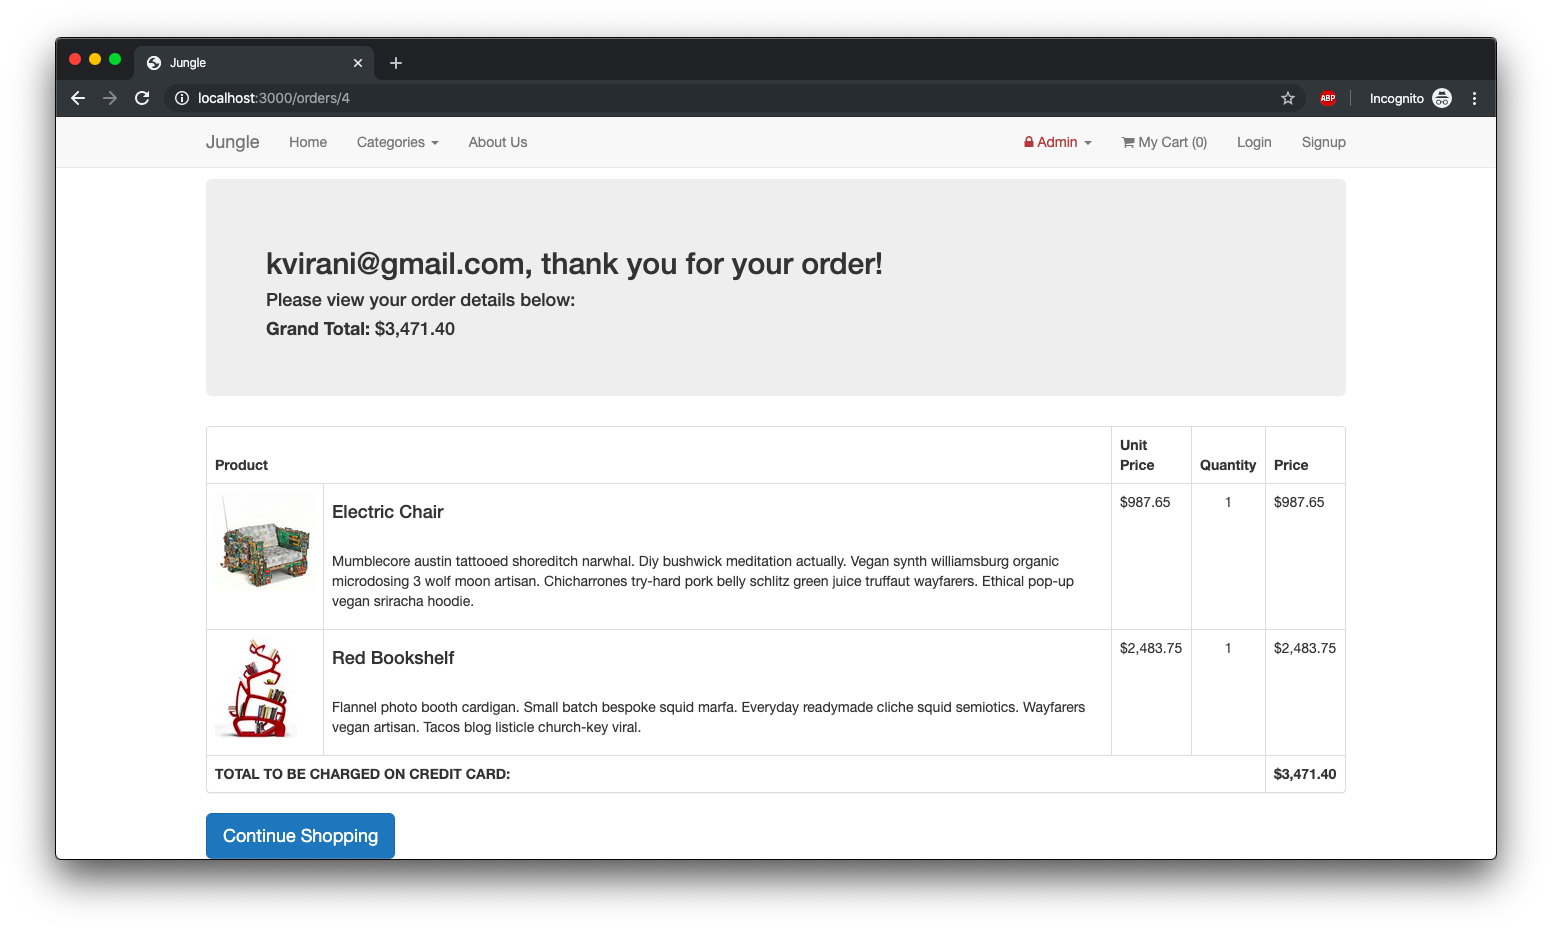 Jungle
localhost:3000/orders/4
ABP
Incognito
Jungle Home Categories About Us Admin My Cart (0) Login Signup
kvirani@gmail.com, thank you for your order!
Please view your order details below:
Grand Total: $3,471.40
Product Unit Price Quantity Price
Electric Chair $987.65 1 $987.65
Mumblecore austin tattooed shoreditch narwhal. Diy bushwick meditation actually. Vegan synth williamsburg organic
microdosing 3 wolf moon artisan. Chicharrones try-hard pork belly schlitz green juice truffaut wayfarers. Ethical pop-up
vegan sriracha hoodie.
Red Bookshelf $2,483.75 1 $2,483.75
Flannel photo booth cardigan. Small batch bespoke squid marfa. Everyday readymade cliche squid semiotics. Wayfarers
vegan artisan. Tacos blog listicle church-key viral.
TOTAL TO BE CHARGED ON CREDIT CARD: $3,471.40
Continue Shopping